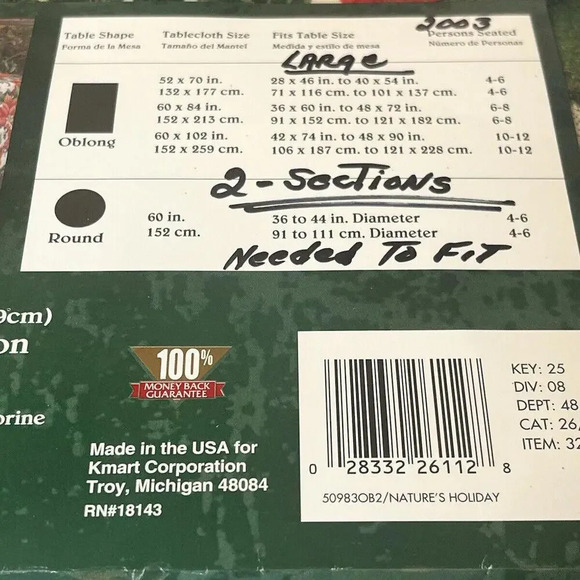 2003
Table Shape Tablecloth Size Fits Table Size Persons Seated
Forma de la Mesa Tamaño del Mantel Medida y estilo de mesa Número de Personas
LARGE
52 x 70 in. 28 x 46 in. to 40 x 54 in. 4-6
132 x 177 cm. 71 x 116 cm. to 101 x 137 cm. 4-6
60 x 84 in. 36 x 60 in. to 48 x 72 in. 6-8
152 x 213 cm. 91 x 152 cm. to 121 x 182 cm. 6-8
Oblong 60 x 102 in. 42 x 74 in. to 48 x 90 in. 10-12
152 x 259 cm. 106 x 187 cm. to 121 x 228 cm. 10-12
2-SecTioNs
60 in. 36 to 44 in. Diameter 4-6
Round 152 cm. 91 to 111 cm. Diameter 4-6
Needed To FiT
9cm)
on
orine
100%
MONEY BACK
GUARANTEE
Made in the USA for
Kmart Corporation
Troy, Michigan 48084
RN#18143
0 28332 26112 8
50983OB2/NATURE'S HOLIDAY
KEY: 25
DIV: 08
DEPT: 48
CAT: 26,
ITEM: 32